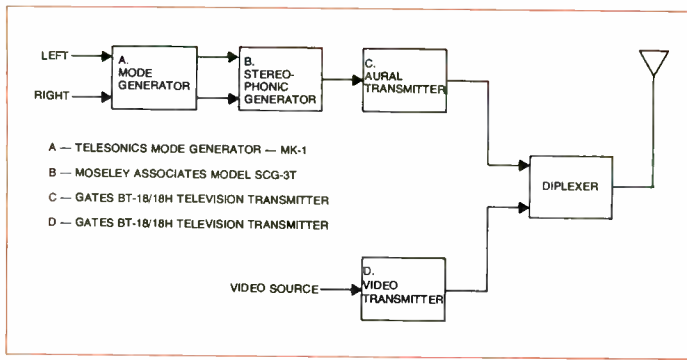 LEFT
RIGHT
A.
MODE
GENERATOR
B.
STEREO-
PHONIC
GENERATOR
C.
AURAL
TRANSMITTER
A — TELESONICS MODE GENERATOR — MK-1
B — MOSELEY ASSOCIATES MODEL SCG-3T
C — GATES BT-18/18H TELEVISION TRANSMITTER
D — GATES BT-18/18H TELEVISION TRANSMITTER
DIPLEXER
VIDEO SOURCE
D.
VIDEO
TRANSMITTER